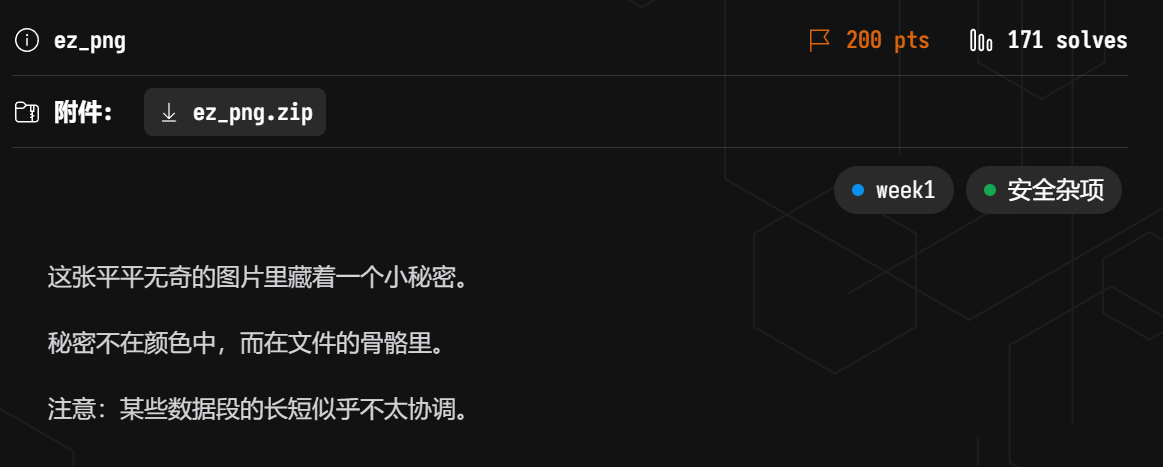 ez_png 200 pts 171 solves
附件: ez_png.zip
week1 安全杂项
这张平平无奇的图片里藏着一个小秘密。
秘密不在颜色中，而在文件的骨骼里。
注意：某些数据段的长短似乎不太协调。